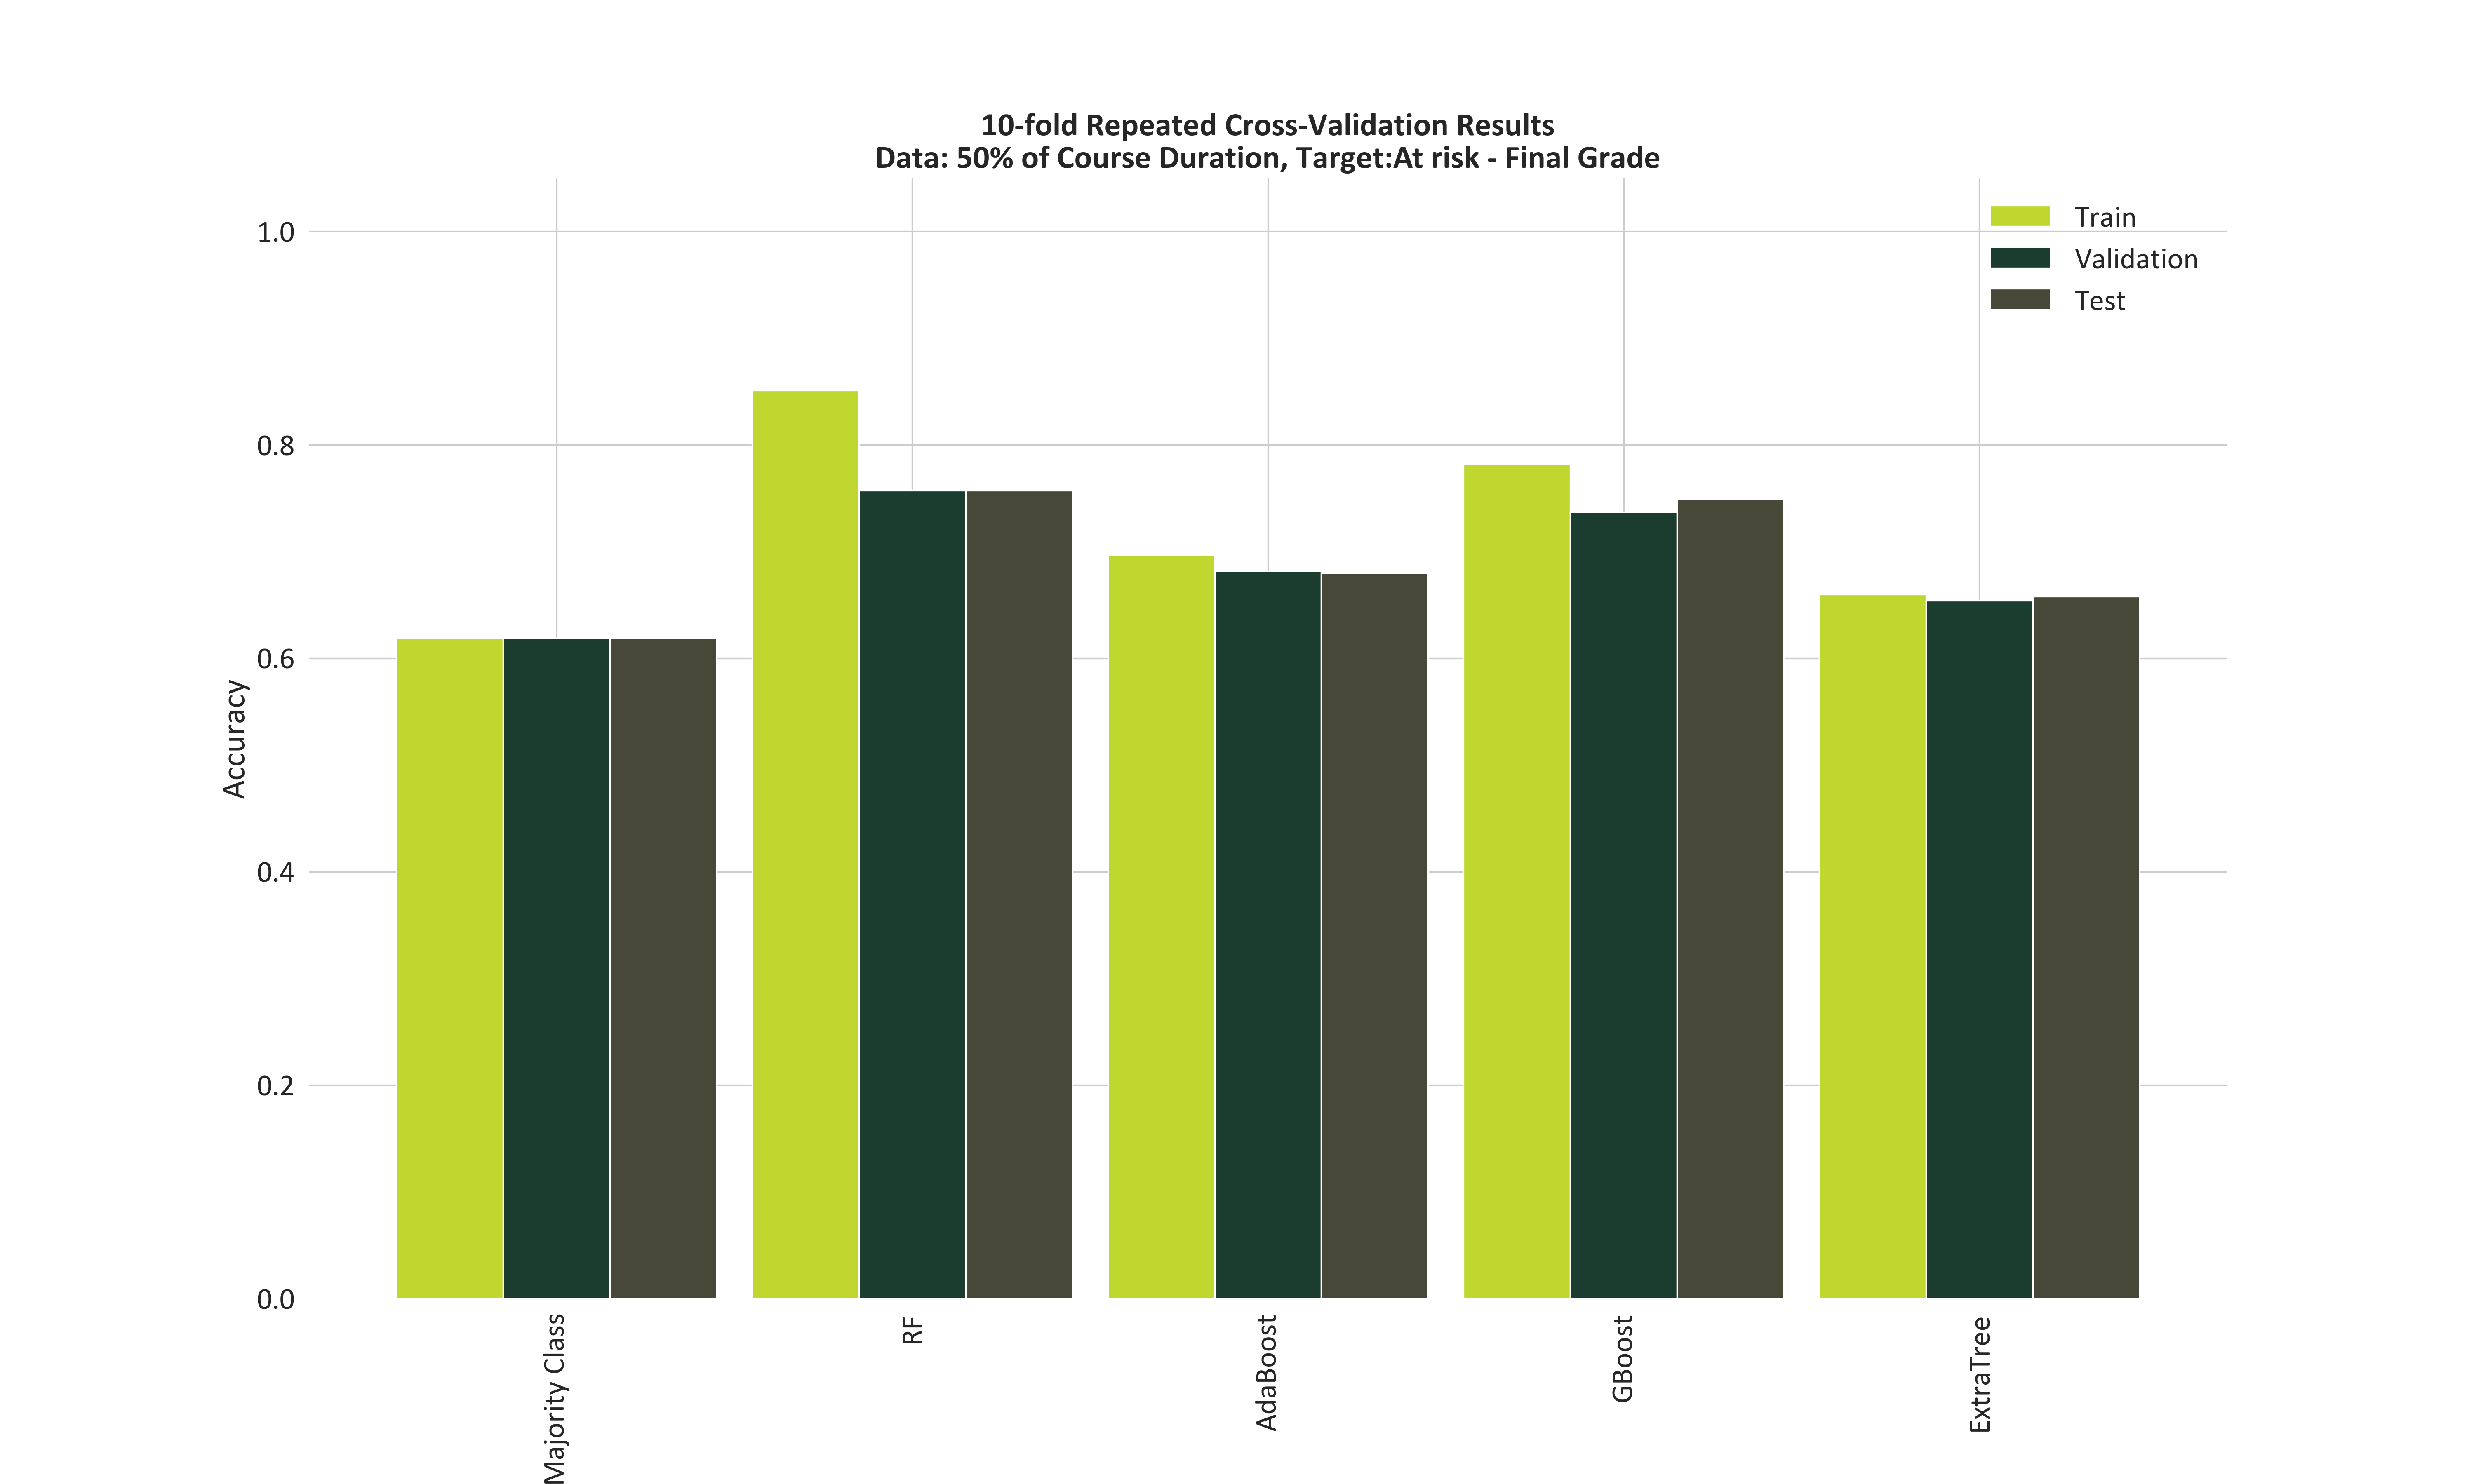 10-fold Repeated Cross-Validation Results
Data: 50% of Course Duration, Target:At risk - Final Grade
Train
Validation
Test
1.0
0.8
0.6
0.4
0.2
0.0
Accuracy
Majority Class
RF
AdaBoost
GBoost
ExtraTree